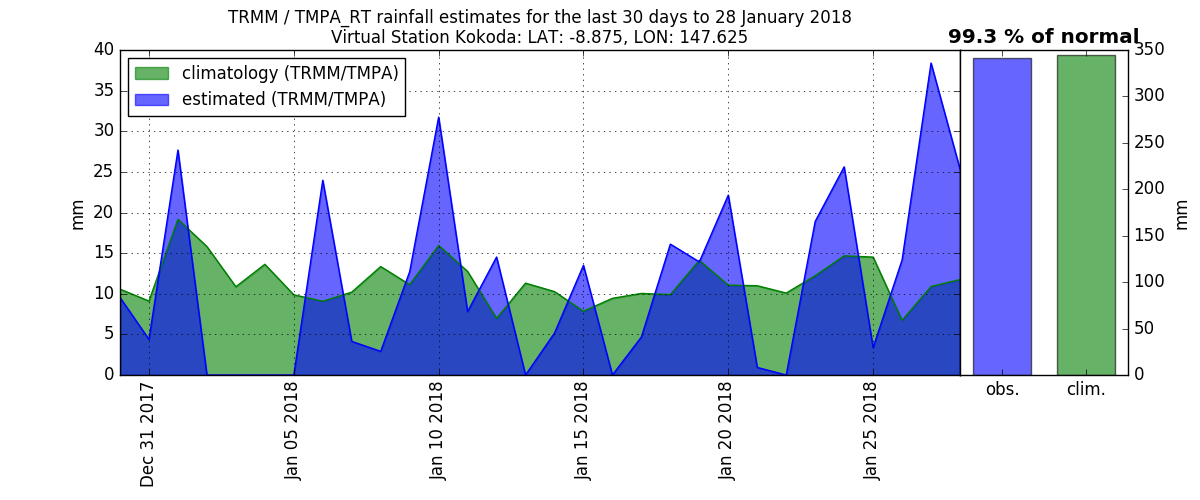 TRMM / TMPA_RT rainfall estimates for the last 30 days to 28 January 2018
Virtual Station Kokoda: LAT: -8.875, LON: 147.625
99.3 % of normal
climatology (TRMM/TMPA)
estimated (TRMM/TMPA)
mm
40
35
30
25
20
15
10
5
0
Dec 31 2017
Jan 05 2018
Jan 10 2018
Jan 15 2018
Jan 20 2018
Jan 25 2018
obs.
clim.
350
300
250
200
150
100
50
0
mm